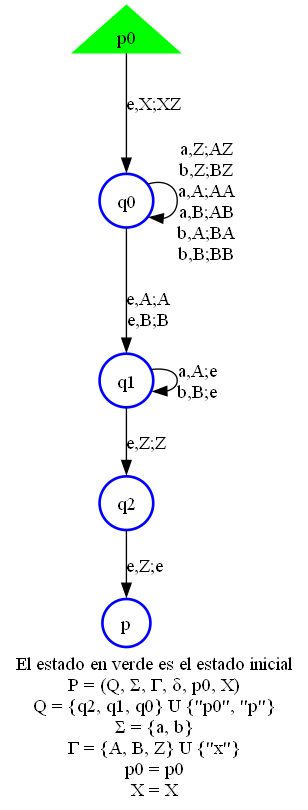 p0
e,X;XZ
a,Z;AZ
b,Z;BZ
a,A;AA
a,B;AB
b,A;BA
b,B;BB
q0
e,A;A
e,B;B
q1
a,A;e
b,B;e
e,Z;Z
q2
e,Z;e
p
El estado en verde es el estado inicial
P = (Q, Σ, Γ, δ, p0, X)
Q = {q2, q1, q0} U {"p0", "p"}
Σ = {a, b}
Γ = {A, B, Z} U {"x"}
p0 = p0
X = X